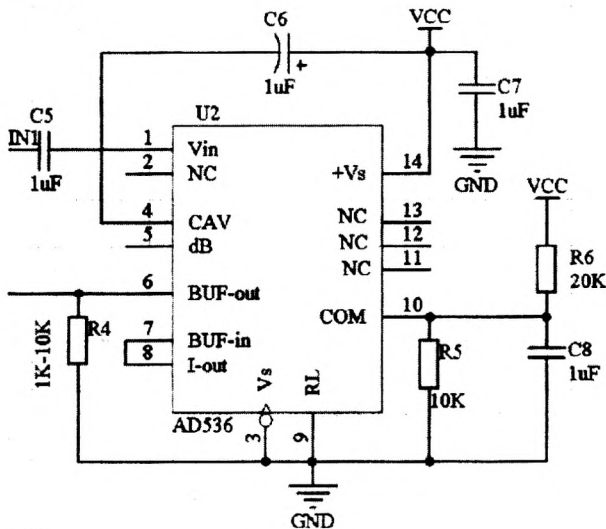 C6
VCC
+
1uF
C7
1uF
GND
C5
IN1
1uF
U2
1
Vin
2
NC
4
CAV
5
dB
6
BUF-out
7
BUF-in
8
I-out
Vs
3
RL
9
+Vs
14
NC
13
NC
12
NC
11
COM
10
AD536
R4
1K-10K
VCC
R6
20K
R5
10K
C8
1uF
GND